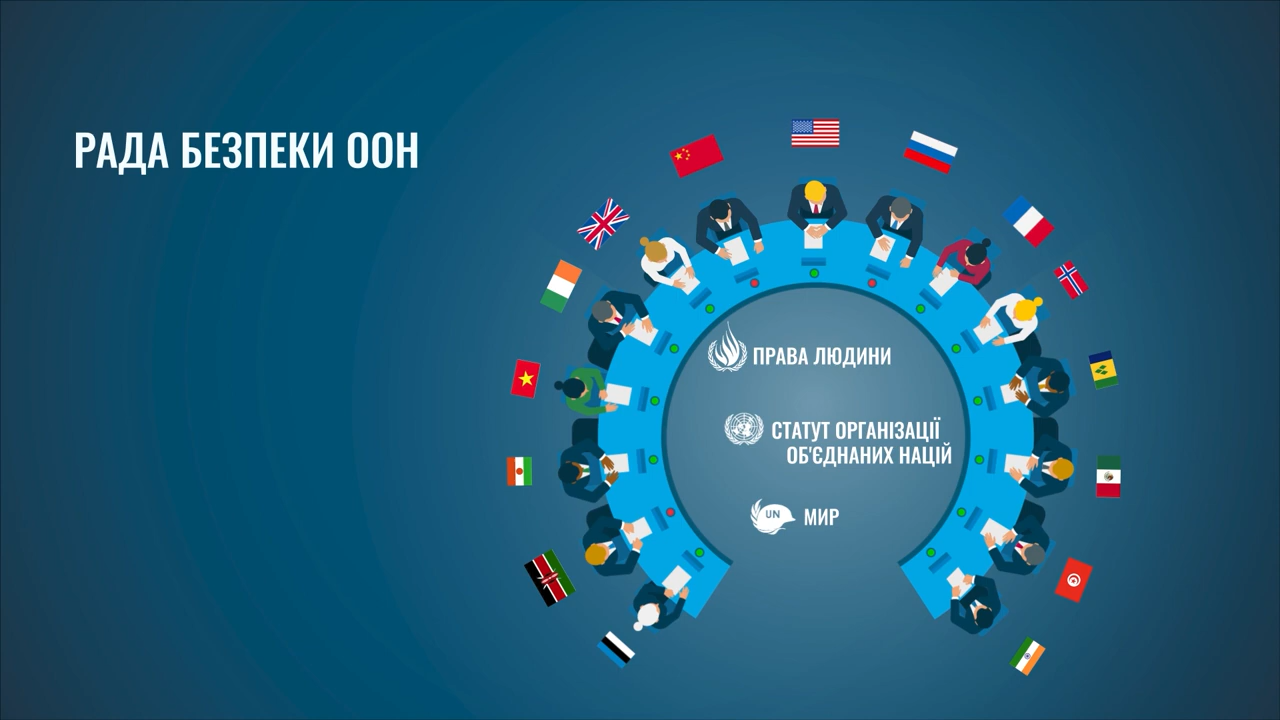 РАДА БЕЗПЕКИ ООН
ПРАВА ЛЮДИНИ
СТАТУТ ОРГАНІЗАЦІЇ
ОБ'ЄДНАНИХ НАЦІЙ
UN
МИР